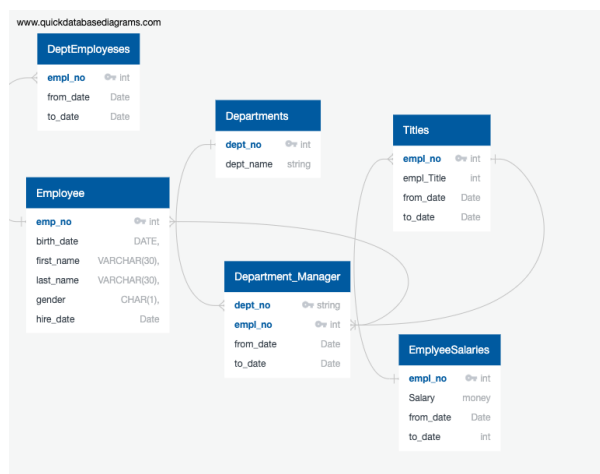 www.quickdatabasediagrams.com
DeptEmployeses
empl_no int
from_date Date
to_date Date
Departments
dept_no int
dept_name string
Titles
empl_no int
empl_Title int
from_date Date
to_date Date
Employee
emp_no int
birth_date DATE,
first_name VARCHAR(30),
last_name VARCHAR(30),
gender CHAR(1),
hire_date Date
Department_Manager
dept_no string
empl_no int
from_date Date
to_date Date
EmplyeeSalaries
empl_no int
Salary money
from_date Date
to_date int